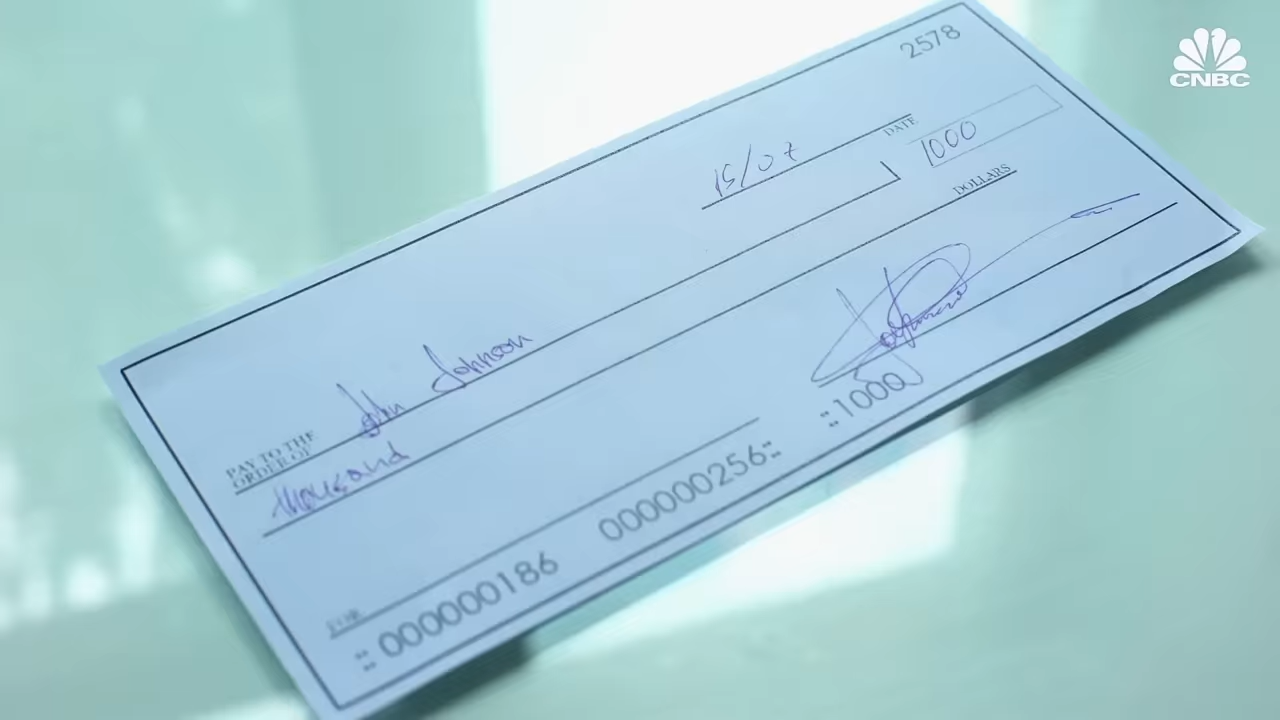 CNBC
2578
15/07 DATE
PAY TO THE ORDER OF John Johnson 1000
thousand DOLLARS
FOR
⑆000000186 000000256⑆ ⑆1000